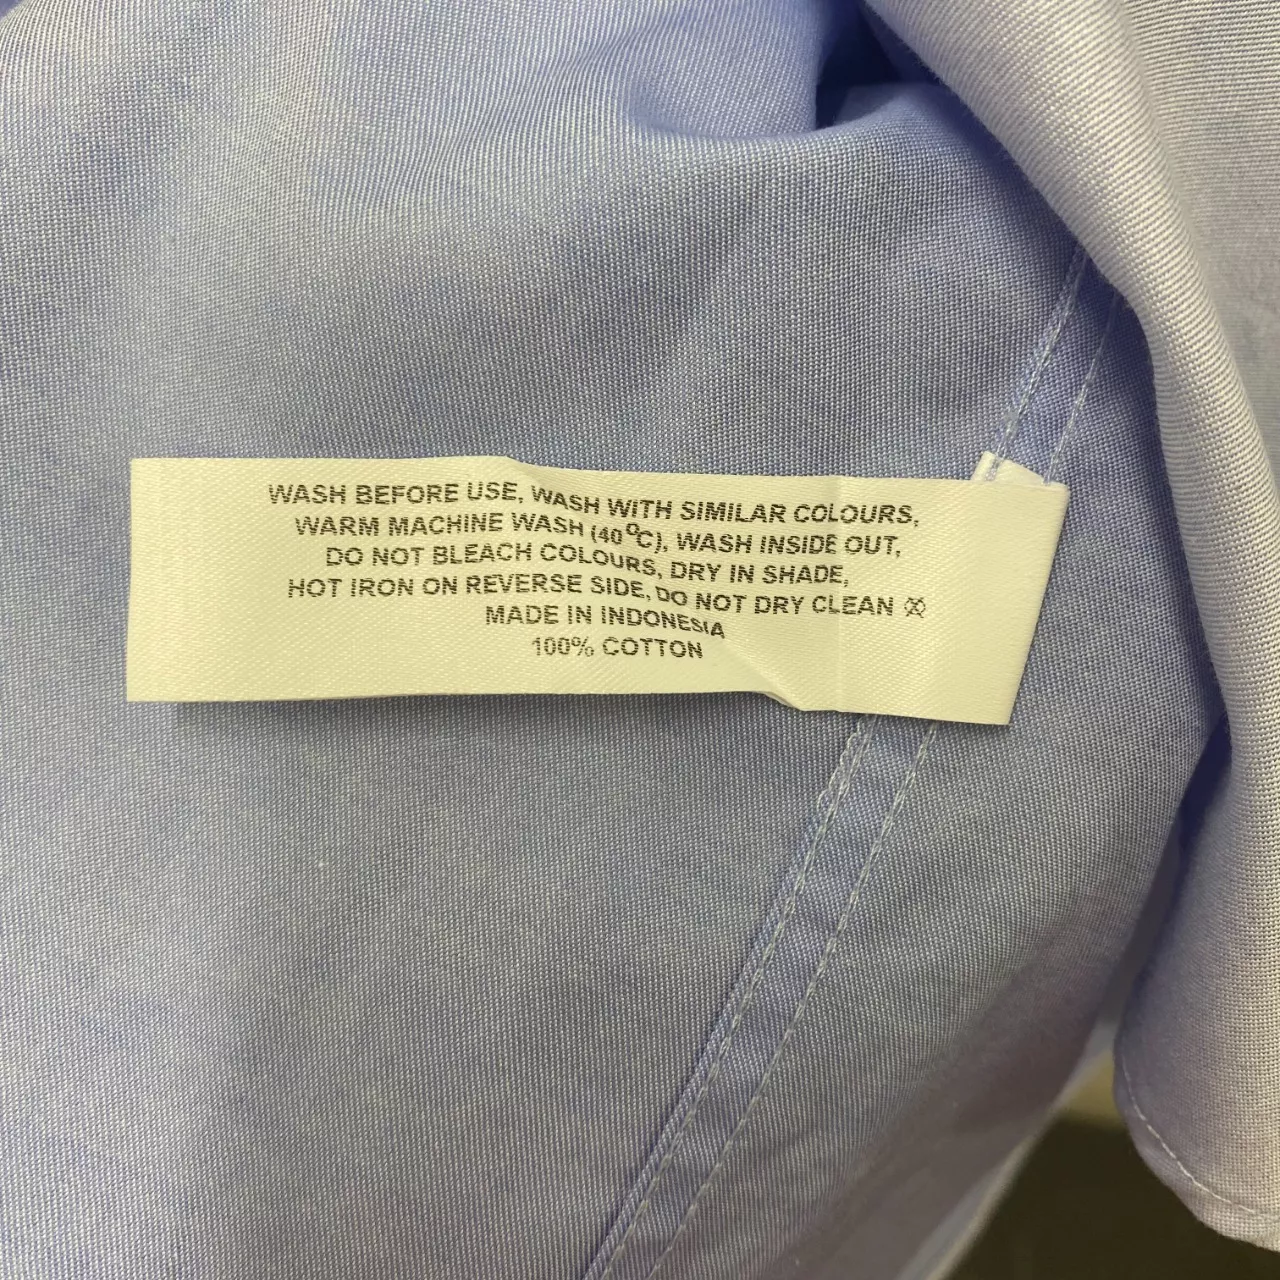 WASH BEFORE USE, WASH WITH SIMILAR COLOURS,
WARM MACHINE WASH (40°C), WASH INSIDE OUT,
DO NOT BLEACH COLOURS, DRY IN SHADE,
HOT IRON ON REVERSE SIDE, DO NOT DRY CLEAN
MADE IN INDONESIA
100% COTTON